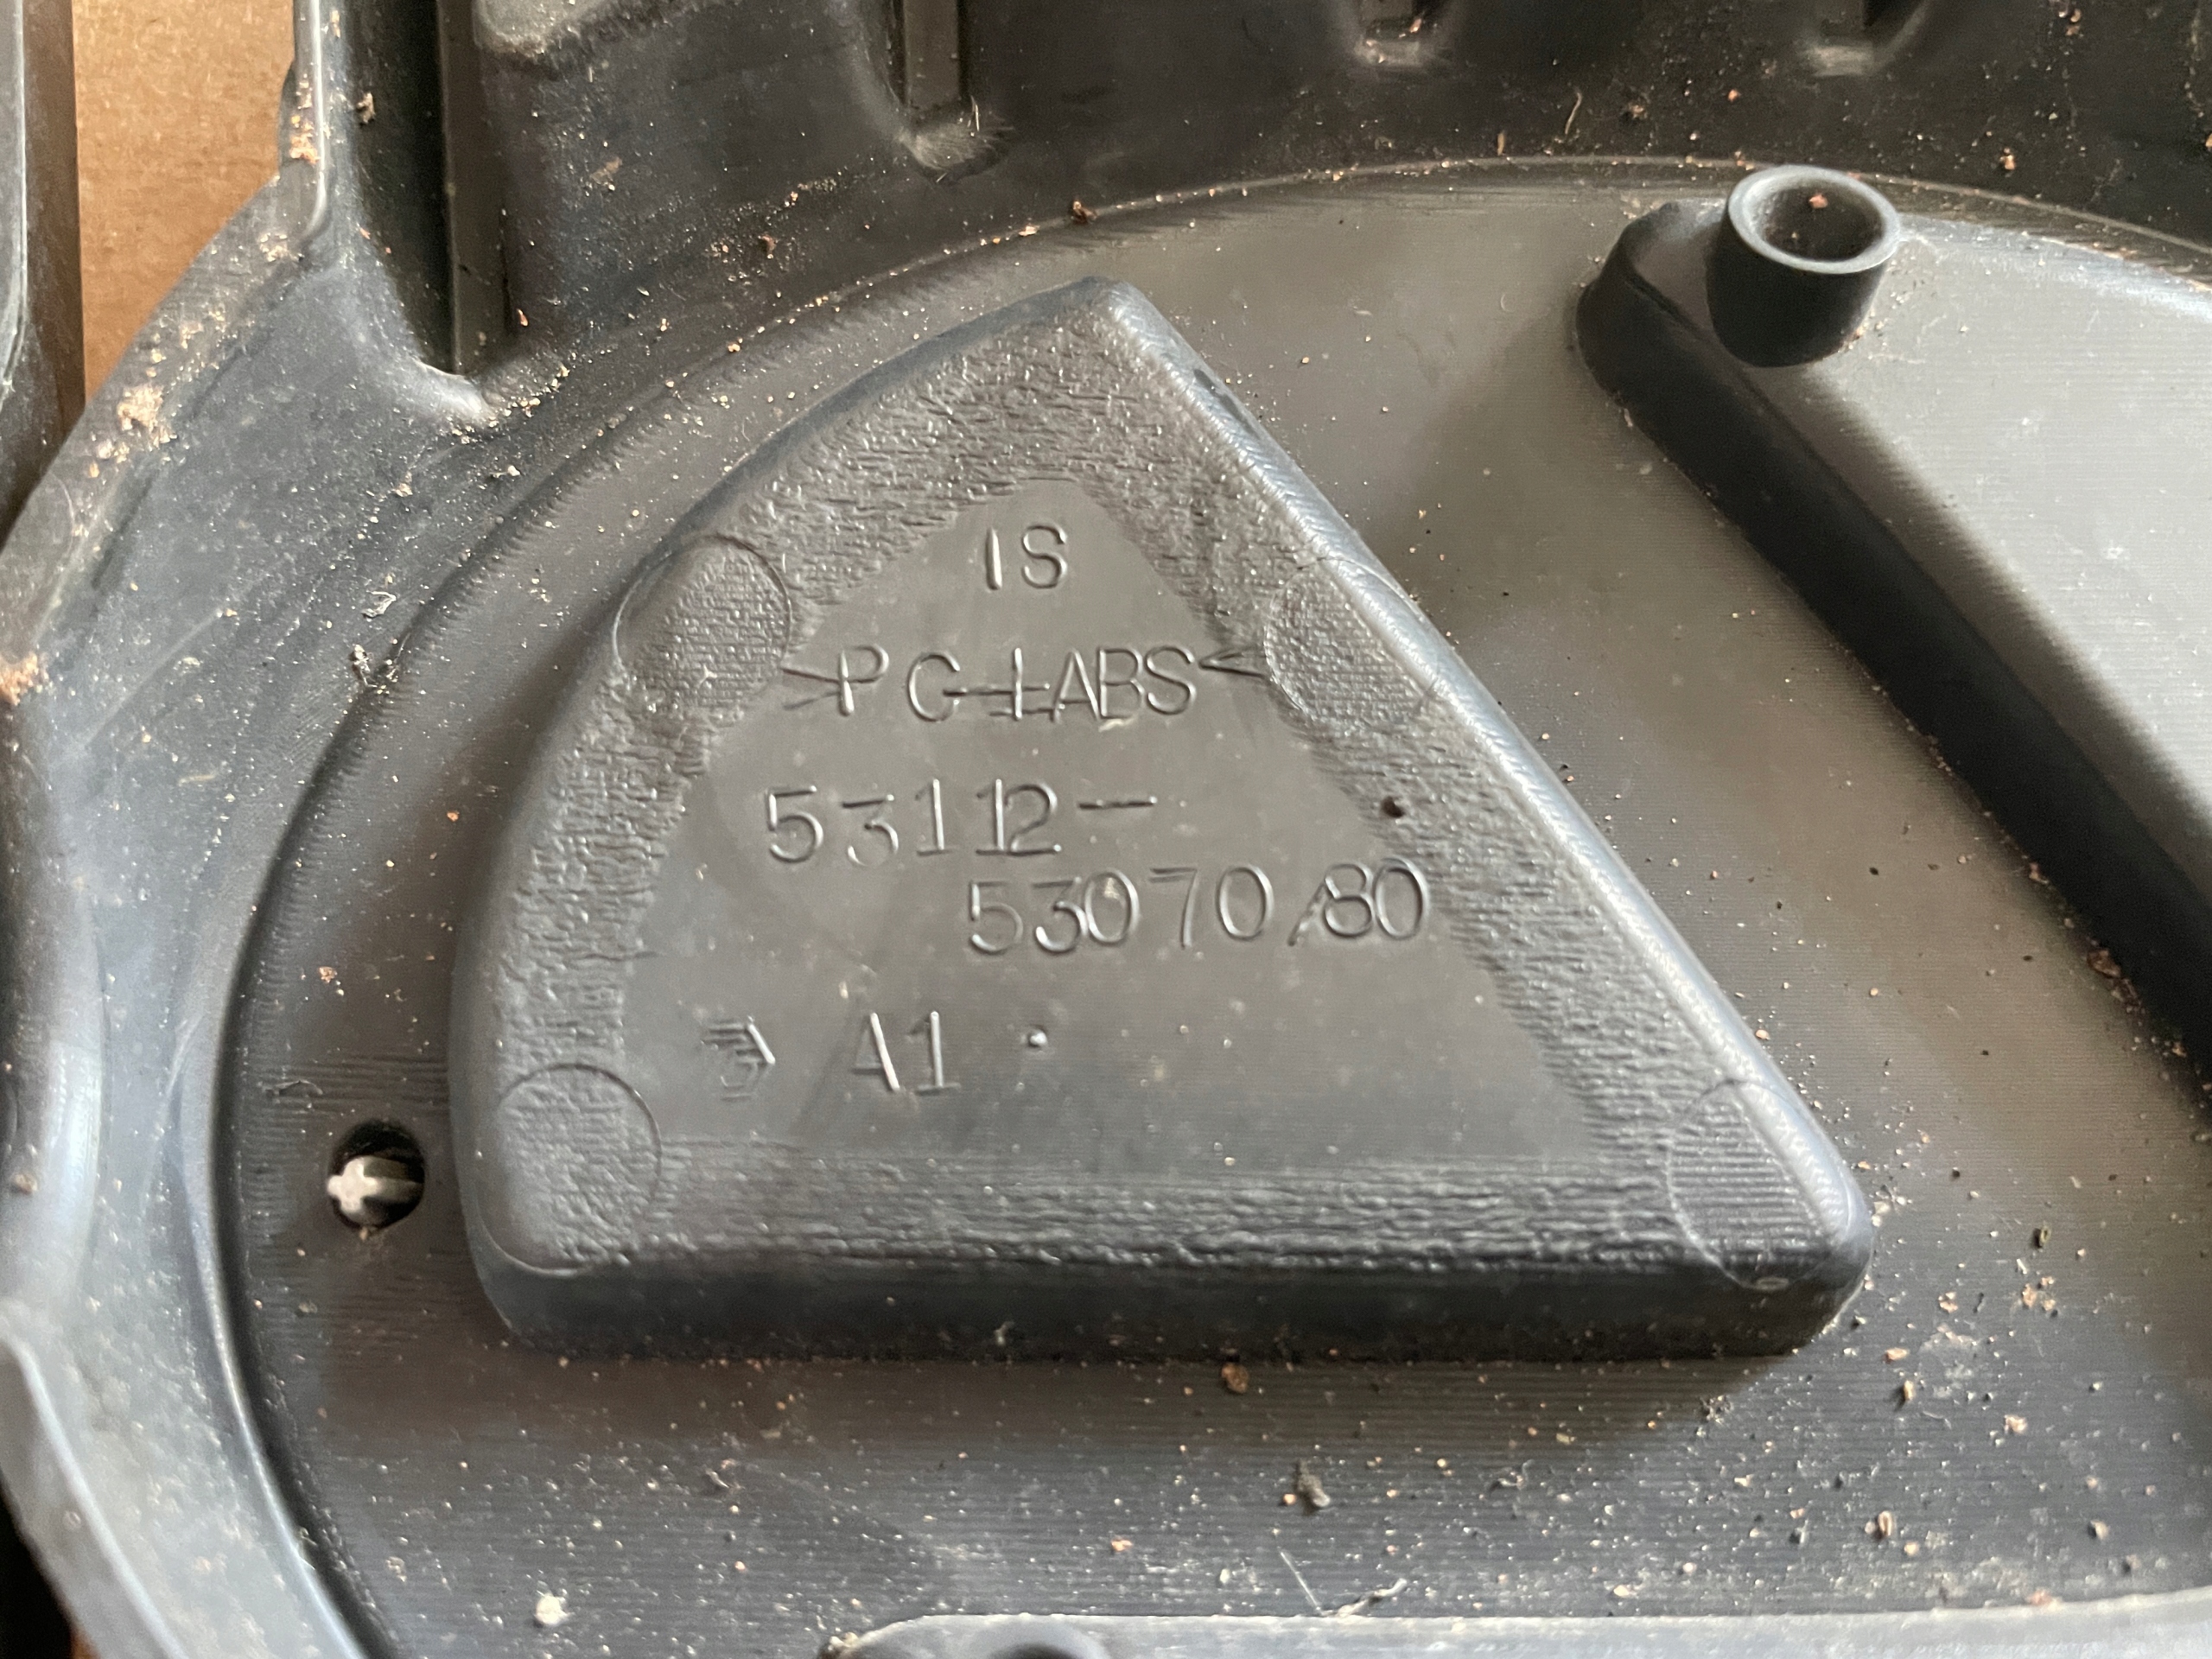 IS
>PC+ABS<
53112-
53070/80
A1 •